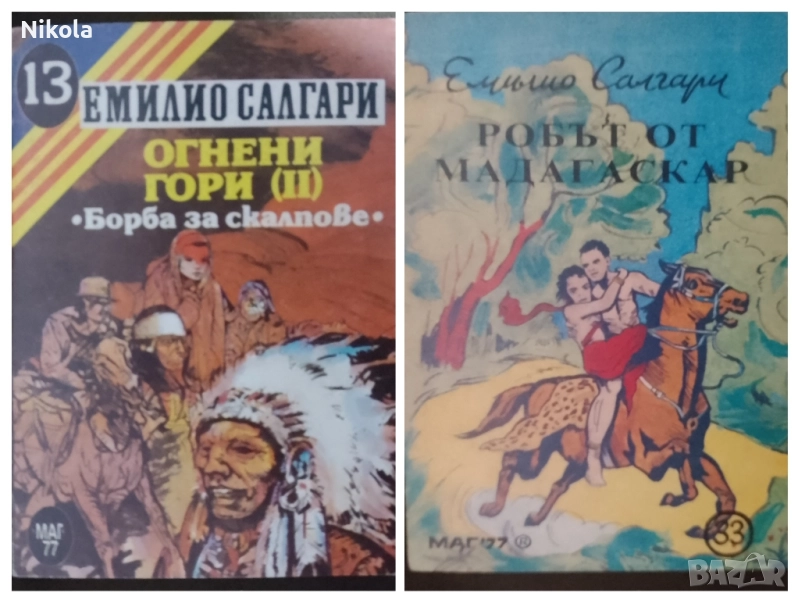 Nikola
13
ЕМИЛИО САЛГАРИ
ОГНЕНИ
ГОРИ (II)
•Борба за скалпове•
МАГ
77
Емилио Салгари
РОБЪТ ОТ
МАДАГАСКАР
МАГ'77 ®
33
BAZAR